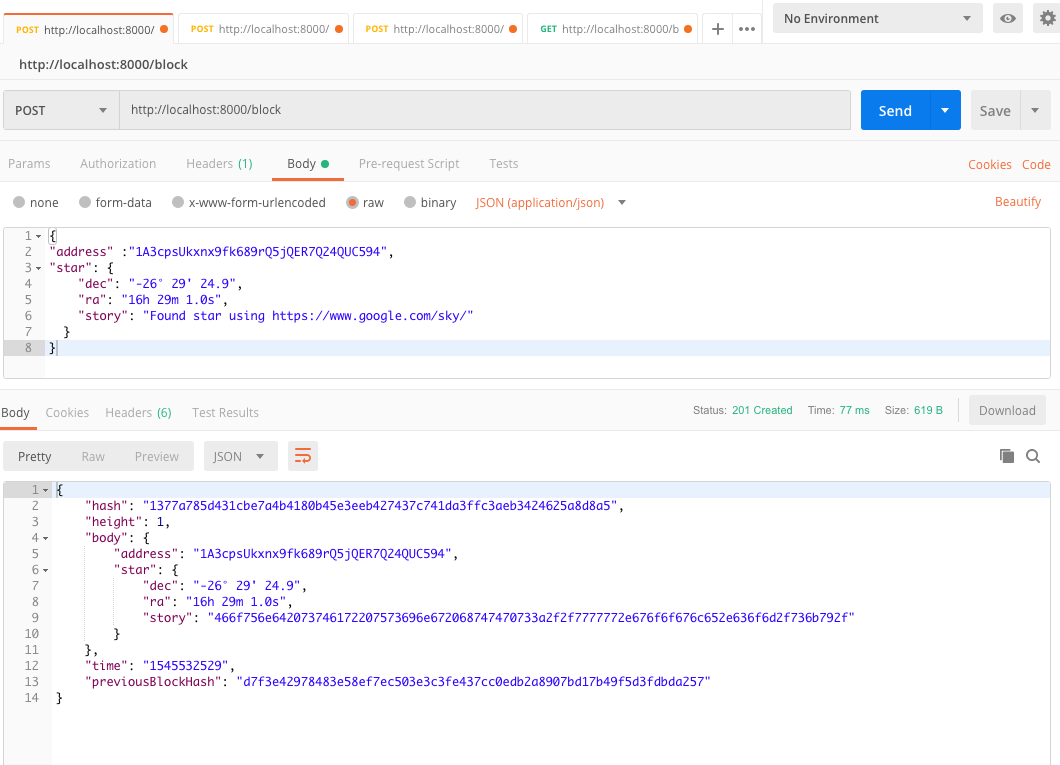 POST http://localhost:8000/ POST http://localhost:8000/ POST http://localhost:8000/ GET http://localhost:8000/b + ••• No Environment
http://localhost:8000/block
POST http://localhost:8000/block Send Save
Params Authorization Headers (1) Body Pre-request Script Tests Cookies Code
none form-data x-www-form-urlencoded raw binary JSON (application/json) Beautify
1 {
2 "address" :"1A3cpsUkxnx9fk689rQ5jQER7Q24QUC594",
3 "star": {
4 "dec": "-26° 29' 24.9",
5 "ra": "16h 29m 1.0s",
6 "story": "Found star using https://www.google.com/sky/"
7 }
8 }
Body Cookies Headers (6) Test Results Status: 201 Created Time: 77 ms Size: 619 B Download
Pretty Raw Preview JSON
1 {
2 "hash": "1377a785d431cbe7a4b4180b45e3eeb427437c741da3ffc3aeb3424625a8d8a5",
3 "height": 1,
4 "body": {
5 "address": "1A3cpsUkxnx9fk689rQ5jQER7Q24QUC594",
6 "star": {
7 "dec": "-26° 29' 24.9",
8 "ra": "16h 29m 1.0s",
9 "story": "466f756e642073746172207573696e672068747470733a2f2f7777772e676f6f676c652e636f6d2f736b792f"
10 }
11 },
12 "time": "1545532529",
13 "previousBlockHash": "d7f3e42978483e58ef7ec503e3c3fe437cc0edb2a8907bd17b49f5d3fdbda257"
14 }